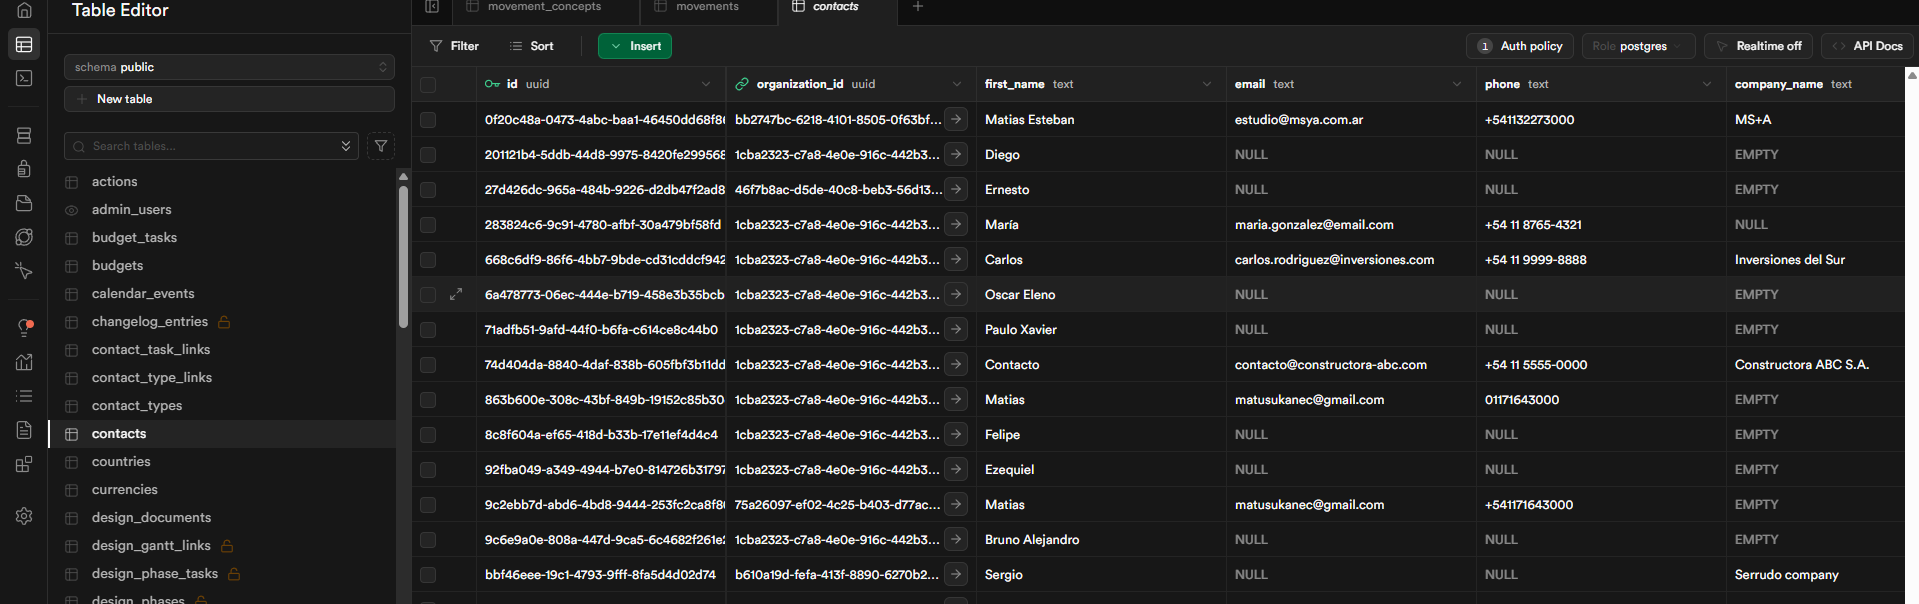 Table Editor
movement_concepts
movements
contacts
schema public
New table
Search tables...
actions
admin_users
budget_tasks
budgets
calendar_events
changelog_entries
contact_task_links
contact_type_links
contact_types
contacts
countries
currencies
design_documents
design_gantt_links
design_phase_tasks
design_phases
Filter Sort Insert 1 Auth policy Role postgres Realtime off API Docs
id uuid organization_id uuid first_name text email text phone text company_name text
0f20c48a-0473-4abc-baa1-46450dd68f8 bb2747bc-6218-4101-8505-0f63bf... Matias Esteban estudio@msya.com.ar +541132273000 MS+A
201121b4-5ddb-44d8-9975-8420fe299568 1cba2323-c7a8-4e0e-916c-442b3... Diego NULL NULL EMPTY
27d426dc-965a-484b-9226-d2db47f2ad8 46f7b8ac-d5de-40c8-beb3-56d13... Ernesto NULL NULL EMPTY
283824c6-9c91-4780-afbf-30a479bf58fd 1cba2323-c7a8-4e0e-916c-442b3... María maria.gonzalez@email.com +54 11 8765-4321 NULL
668c6df9-86f6-4bb7-9bde-cd31cddcf942 1cba2323-c7a8-4e0e-916c-442b3... Carlos carlos.rodriguez@inversiones.com +54 11 9999-8888 Inversiones del Sur
6a478773-06ec-444e-b719-458e3b35bcb 1cba2323-c7a8-4e0e-916c-442b3... Oscar Eleno NULL NULL EMPTY
71adfb51-9afd-44f0-b6fa-c614ce8c44b0 1cba2323-c7a8-4e0e-916c-442b3... Paulo Xavier NULL NULL EMPTY
74d404da-8840-4daf-838b-605fbf3b11dd 1cba2323-c7a8-4e0e-916c-442b3... Contacto contacto@constructora-abc.com +54 11 5555-0000 Constructora ABC S.A.
863b600e-308c-43bf-849b-19152c85b30 1cba2323-c7a8-4e0e-916c-442b3... Matias matusukanec@gmail.com 01171643000 EMPTY
8c8f604a-ef65-418d-b33b-17e11ef4d4c4 1cba2323-c7a8-4e0e-916c-442b3... Felipe NULL NULL EMPTY
92fba049-a349-4944-b7e0-814726b31797 1cba2323-c7a8-4e0e-916c-442b3... Ezequiel NULL NULL EMPTY
9c2ebb7d-abd6-4bd8-9444-253fc2ca8f8 75a26097-ef02-4c25-b403-d77ac... Matias matusukanec@gmail.com +541171643000 EMPTY
9c6e9a0e-808a-447d-9ca5-6c4682f261e 1cba2323-c7a8-4e0e-916c-442b3... Bruno Alejandro NULL NULL EMPTY
bbf46eee-19c1-4793-9fff-8fa5d4d02d74 b610a19d-fefa-413f-8890-6270b2... Sergio NULL NULL Serrudo company